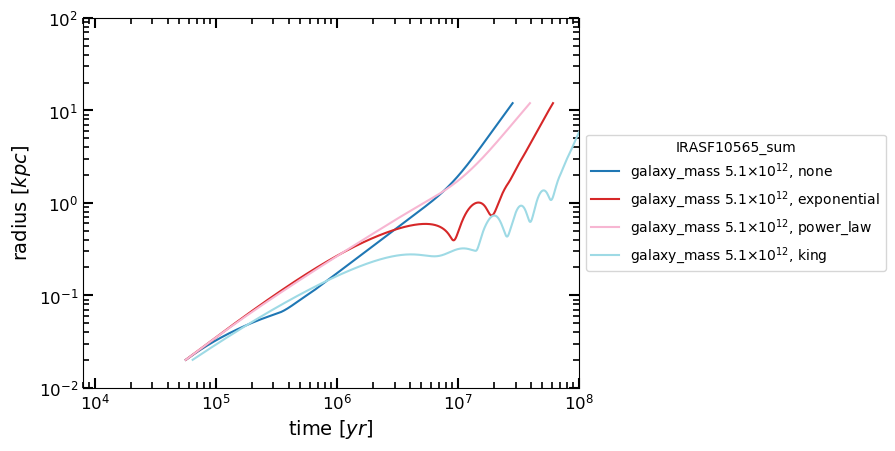 10²
10¹
10⁰
10⁻¹
10⁻²
radius [kpc]
10⁴ 10⁵ 10⁶ 10⁷ 10⁸
time [yr]
IRASF10565_sum
galaxy_mass 5.1×10¹², none
galaxy_mass 5.1×10¹², exponential
galaxy_mass 5.1×10¹², power_law
galaxy_mass 5.1×10¹², king